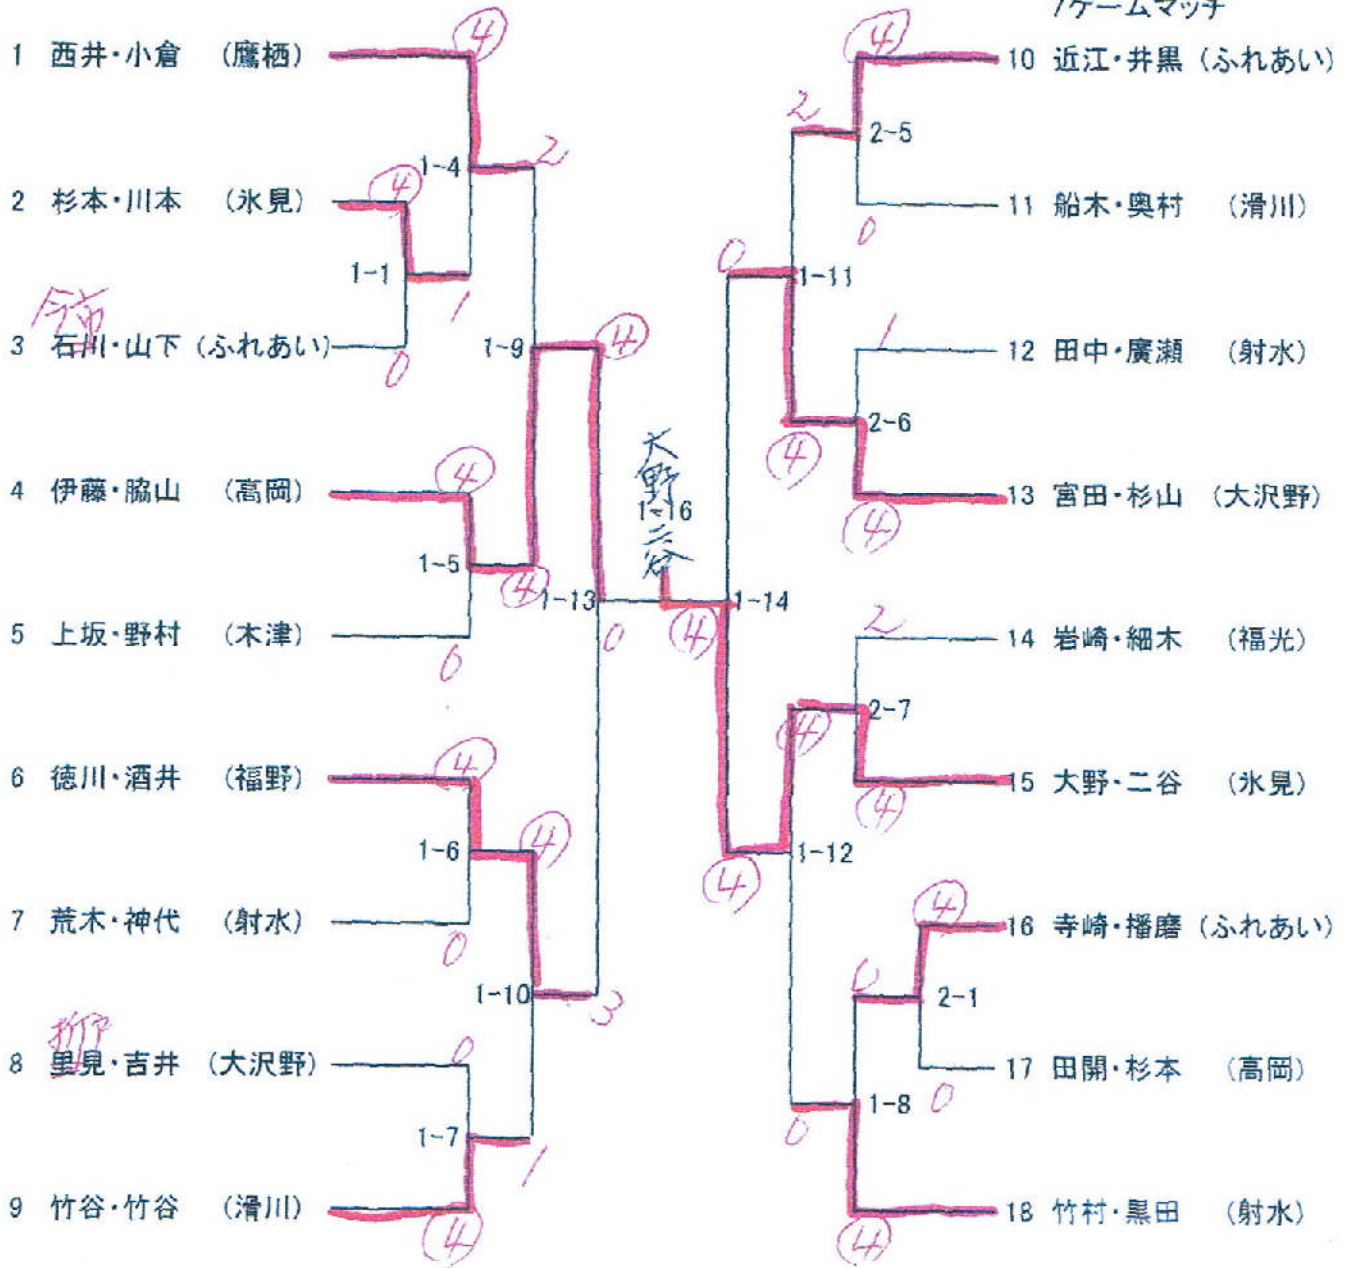 7ゲームマッチ
④
④
1 西井・小倉 (鷹栖)
10 近江・井黒 (ふれあい)
2
2-5
1-4
2
④
2 杉本・川本 (氷見)
11 船木・奥村 (滑川)
0
0
1-1
1-11
1
今市
1
3 石川・山下 (ふれあい)
1-9
④
12 田中・廣瀬 (射水)
0
2-6
④
大野二谷
④
4 伊藤・脇山 (高岡)
1-16
13 宮田・杉山 (大沢野)
④
1-5
④
1-13
1-14
0
④
2
5 上坂・野村 (木津)
14 岩崎・細木 (福光)
0
2-7
④
④
6 徳川・酒井 (福野)
15 大野・二谷 (氷見)
④
④
1-6
1-12
④
④
7 荒木・神代 (射水)
16 寺崎・播磨 (ふれあい)
0
0
1-10
3
2-1
柳
0
8 里見・吉井 (大沢野)
17 田開・杉本 (高岡)
0
1-8
0
1-7
1
9 竹谷・竹谷 (滑川)
18 竹村・黒田 (射水)
④
④